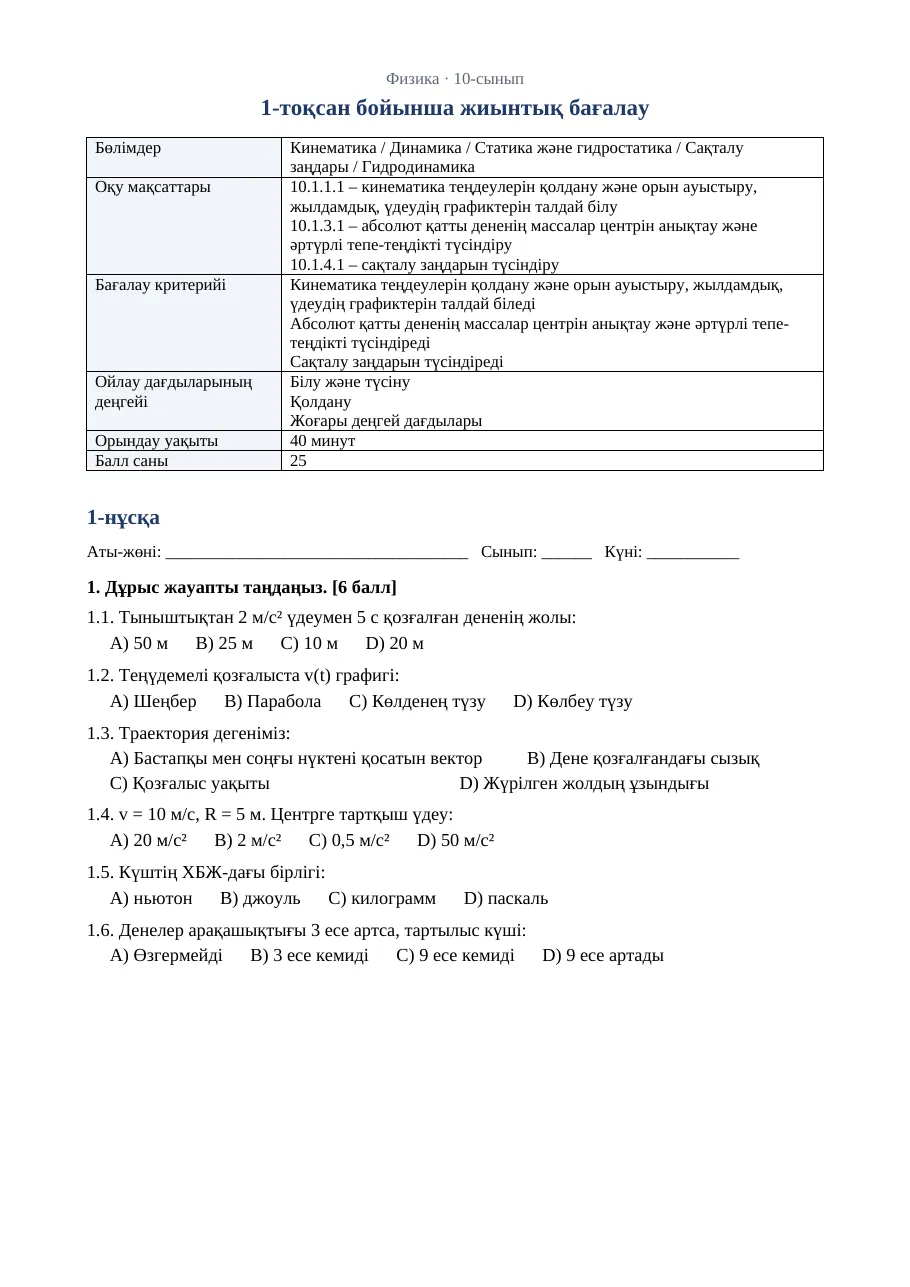 Физика · 10-сынып
1-тоқсан бойынша жиынтық бағалау
Бөлімдер
Кинематика / Динамика / Статика және гидростатика / Сақталу
заңдары / Гидродинамика
Оқу мақсаттары
10.1.1.1 – кинематика теңдеулерін қолдану және орын ауыстыру,
жылдамдық, үдеудің графиктерін талдай білу
10.1.3.1 – абсолют қатты дененің массалар центрін анықтау және
әртүрлі тепе-теңдікті түсіндіру
10.1.4.1 – сақталу заңдарын түсіндіру
Бағалау критерийі
Кинематика теңдеулерін қолдану және орын ауыстыру, жылдамдық,
үдеудің графиктерін талдай біледі
Абсолют қатты дененің массалар центрін анықтау және әртүрлі тепе-
теңдікті түсіндіреді
Сақталу заңдарын түсіндіреді
Ойлау дағдыларының
деңгейі
Білу және түсіну
Қолдану
Жоғары деңгей дағдылары
Орындау уақыты
40 минут
Балл саны
25
1-нұсқа
Аты-жөні: ____________________________________ Сынып: ______ Күні: ___________
1. Дұрыс жауапты таңдаңыз. [6 балл]
1.1. Тыныштықтан 2 м/с² үдеумен 5 с қозғалған дененің жолы:
A) 50 м B) 25 м C) 10 м D) 20 м
1.2. Теңүдемелі қозғалыста v(t) графигі:
A) Шеңбер B) Парабола C) Көлденең түзу D) Көлбеу түзу
1.3. Траектория дегеніміз:
A) Бастапқы мен соңғы нүктені қосатын вектор B) Дене қозғалғандағы сызық
C) Қозғалыс уақыты D) Жүрілген жолдың ұзындығы
1.4. v = 10 м/с, R = 5 м. Центрге тартқыш үдеу:
A) 20 м/с² B) 2 м/с² C) 0,5 м/с² D) 50 м/с²
1.5. Күштің ХБЖ-дағы бірлігі:
A) ньютон B) джоуль C) килограмм D) паскаль
1.6. Денелер арақашықтығы 3 есе артса, тартылыс күші:
A) Өзгермейді B) 3 есе кемиді C) 9 есе кемиді D) 9 есе артады